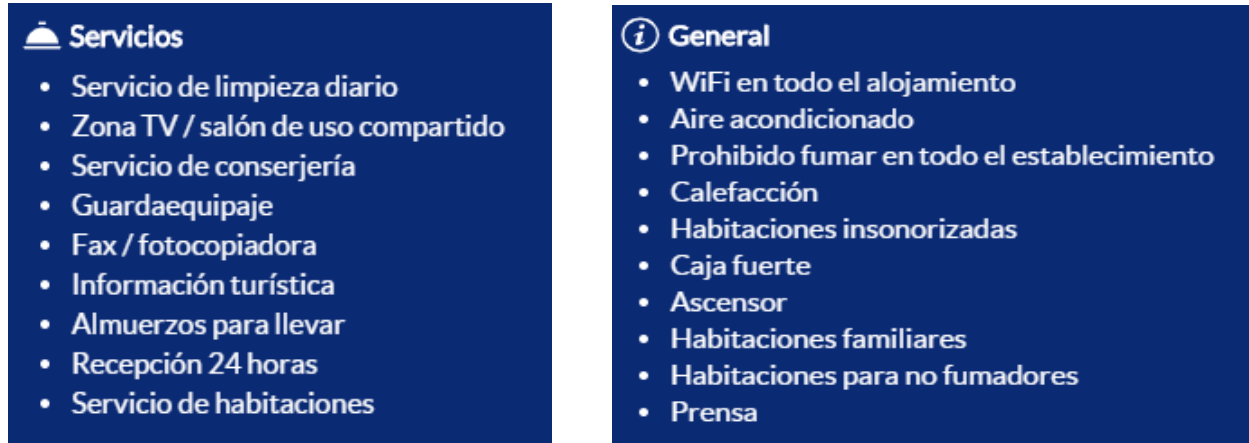 Servicios
• Servicio de limpieza diario
• Zona TV / salón de uso compartido
• Servicio de conserjería
• Guardaequipaje
• Fax / fotocopiadora
• Información turística
• Almuerzos para llevar
• Recepción 24 horas
• Servicio de habitaciones
i General
• WiFi en todo el alojamiento
• Aire acondicionado
• Prohibido fumar en todo el establecimiento
• Calefacción
• Habitaciones insonorizadas
• Caja fuerte
• Ascensor
• Habitaciones familiares
• Habitaciones para no fumadores
• Prensa